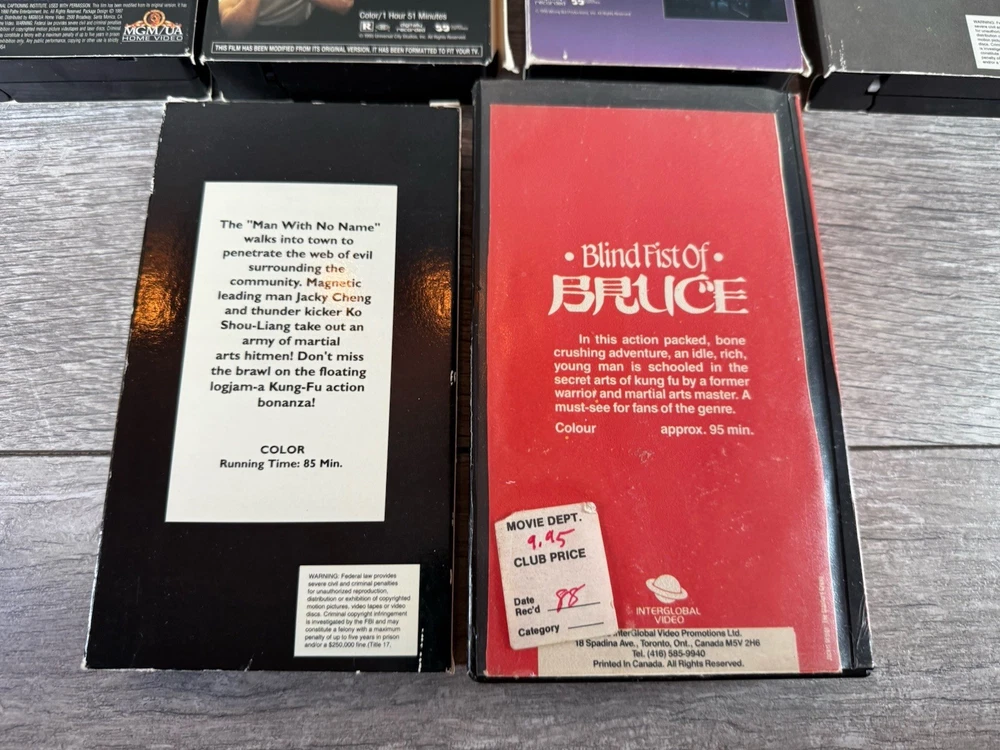 MGM/UA
HOME VIDEO
Color/1 Hour 51 Minutes
R
digitally
recorded
THIS FILM HAS BEEN MODIFIED FROM ITS ORIGINAL VERSION. IT HAS BEEN FORMATTED TO FIT YOUR TV.
The "Man With No Name"
walks into town to
penetrate the web of evil
surrounding the
community. Magnetic
leading man Jacky Cheng
and thunder kicker Ko
Shou-Liang take out an
army of martial
arts hitmen! Don't miss
the brawl on the floating
logjam-a Kung-Fu action
bonanza!
COLOR
Running Time: 85 Min.
WARNING: Federal law provides
severe civil and criminal penalties
for unauthorized reproduction,
distribution or exhibition of copyrighted
motion pictures, video tapes or video
discs. Criminal copyright infringement
is investigated by the FBI and may
constitute a felony with a maximum
penalty of up to five years in prison
and/or a $250,000 fine (Title 17,
• Blind Fist Of •
BRUCE
In this action packed, bone
crushing adventure, an idle, rich,
young man is schooled in the
secret arts of kung fu by a former
warrior and martial arts master. A
must-see for fans of the genre.
Colour approx. 95 min.
MOVIE DEPT.
9.95
CLUB PRICE
Date
Rec'd 88
Category
INTERGLOBAL
VIDEO
InterGlobal Video Promotions Ltd.
18 Spadina Ave., Toronto, Ont., Canada M5V 2H6
Tel. (416) 585-9940
Printed in Canada. All Rights Reserved.